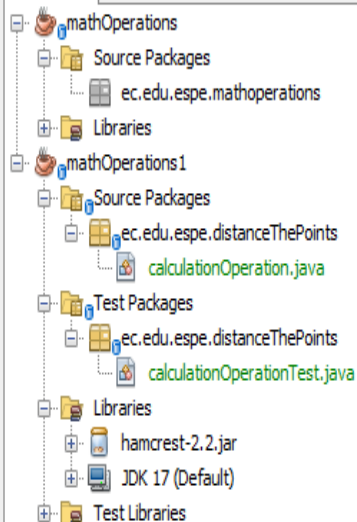 mathOperations
Source Packages
ec.edu.espe.mathoperations
Libraries
mathOperations1
Source Packages
ec.edu.espe.distanceThePoints
calculationOperation.java
Test Packages
ec.edu.espe.distanceThePoints
calculationOperationTest.java
Libraries
hamcrest-2.2.jar
JDK 17 (Default)
Test Libraries